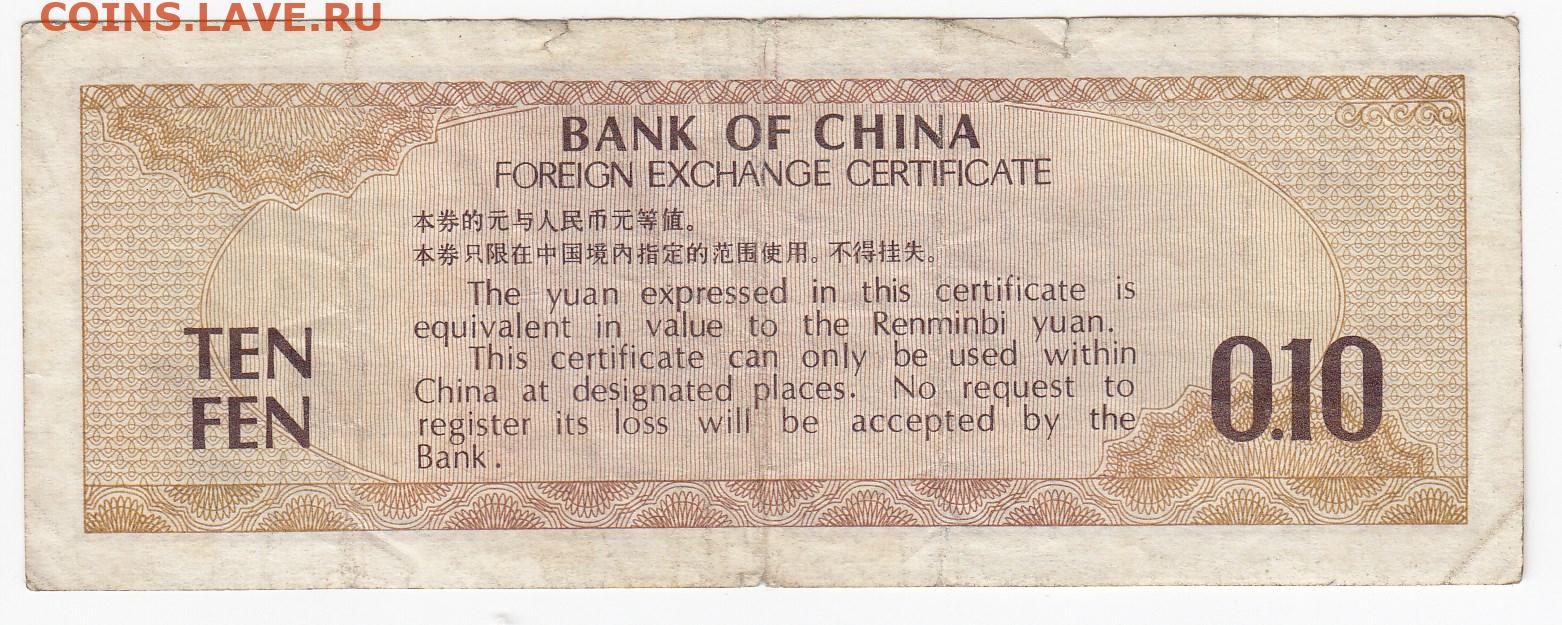 COINS.LAVE.RU
BANK OF CHINA
FOREIGN EXCHANGE CERTIFICATE
本券的元与人民币元等值。
本券只限在中国境内指定的范围使用。不得挂失。
The yuan expressed in this certificate is
equivalent in value to the Renminbi yuan.
This certificate can only be used within
China at designated places. No request to
register its loss will be accepted by the
Bank.
TEN
FEN
0.10